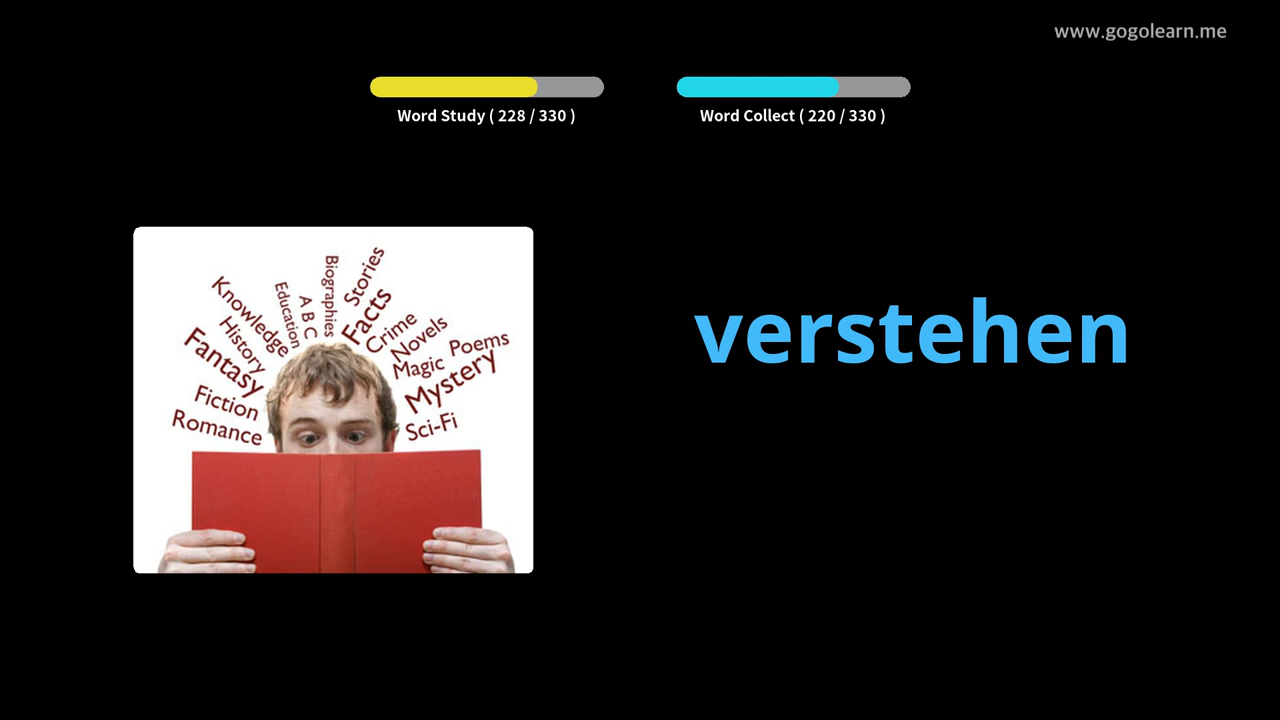 www.gogolearn.me
Word Study ( 228 / 330 )
Word Collect ( 220 / 330 )
verstehen
Biographies
Stories
Education
A B C
Facts
Knowledge
Crime
History
Novels
Fantasy
Magic
Poems
Mystery
Fiction
Romance
Sci-Fi